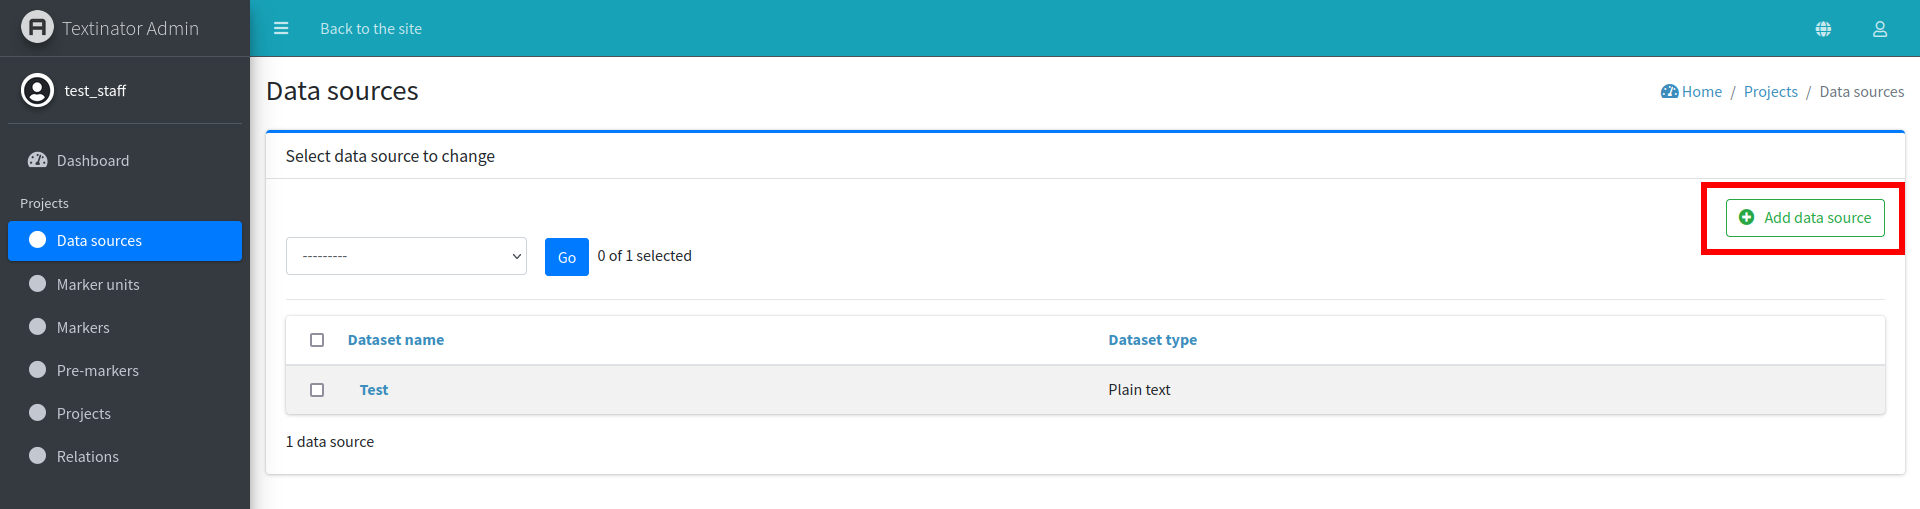 Textinator Admin
Back to the site
test_staff
Dashboard
Projects
Data sources
Marker units
Markers
Pre-markers
Projects
Relations
Data sources
Home / Projects / Data sources
Select data source to change
Add data source
--------- Go 0 of 1 selected
Dataset name Dataset type
Test Plain text
1 data source